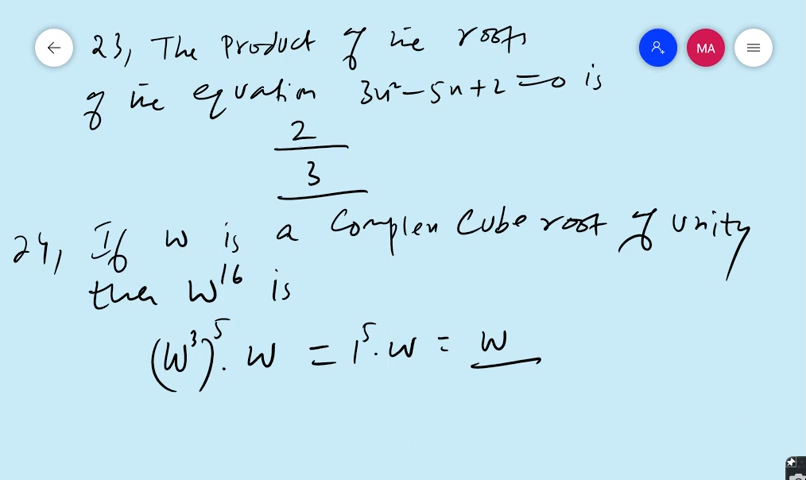 23, The Product of the roots
of the equation 3x² – 5x + 2 = 0 is
2
3
24, If w is a Complex Cube root of unity
then w¹⁶ is
(w³)⁵ . w = 1⁵ . w = w
MA